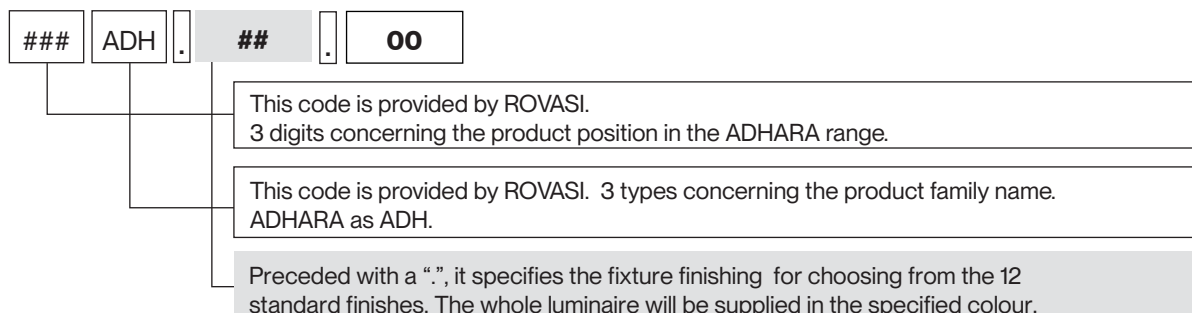 ### ADH . ## . 00
This code is provided by ROVASI.
3 digits concerning the product position in the ADHARA range.
This code is provided by ROVASI. 3 types concerning the product family name.
ADHARA as ADH.
Preceded with a “.”, it specifies the fixture finishing for choosing from the 12
standard finishes. The whole luminaire will be supplied in the specified colour.